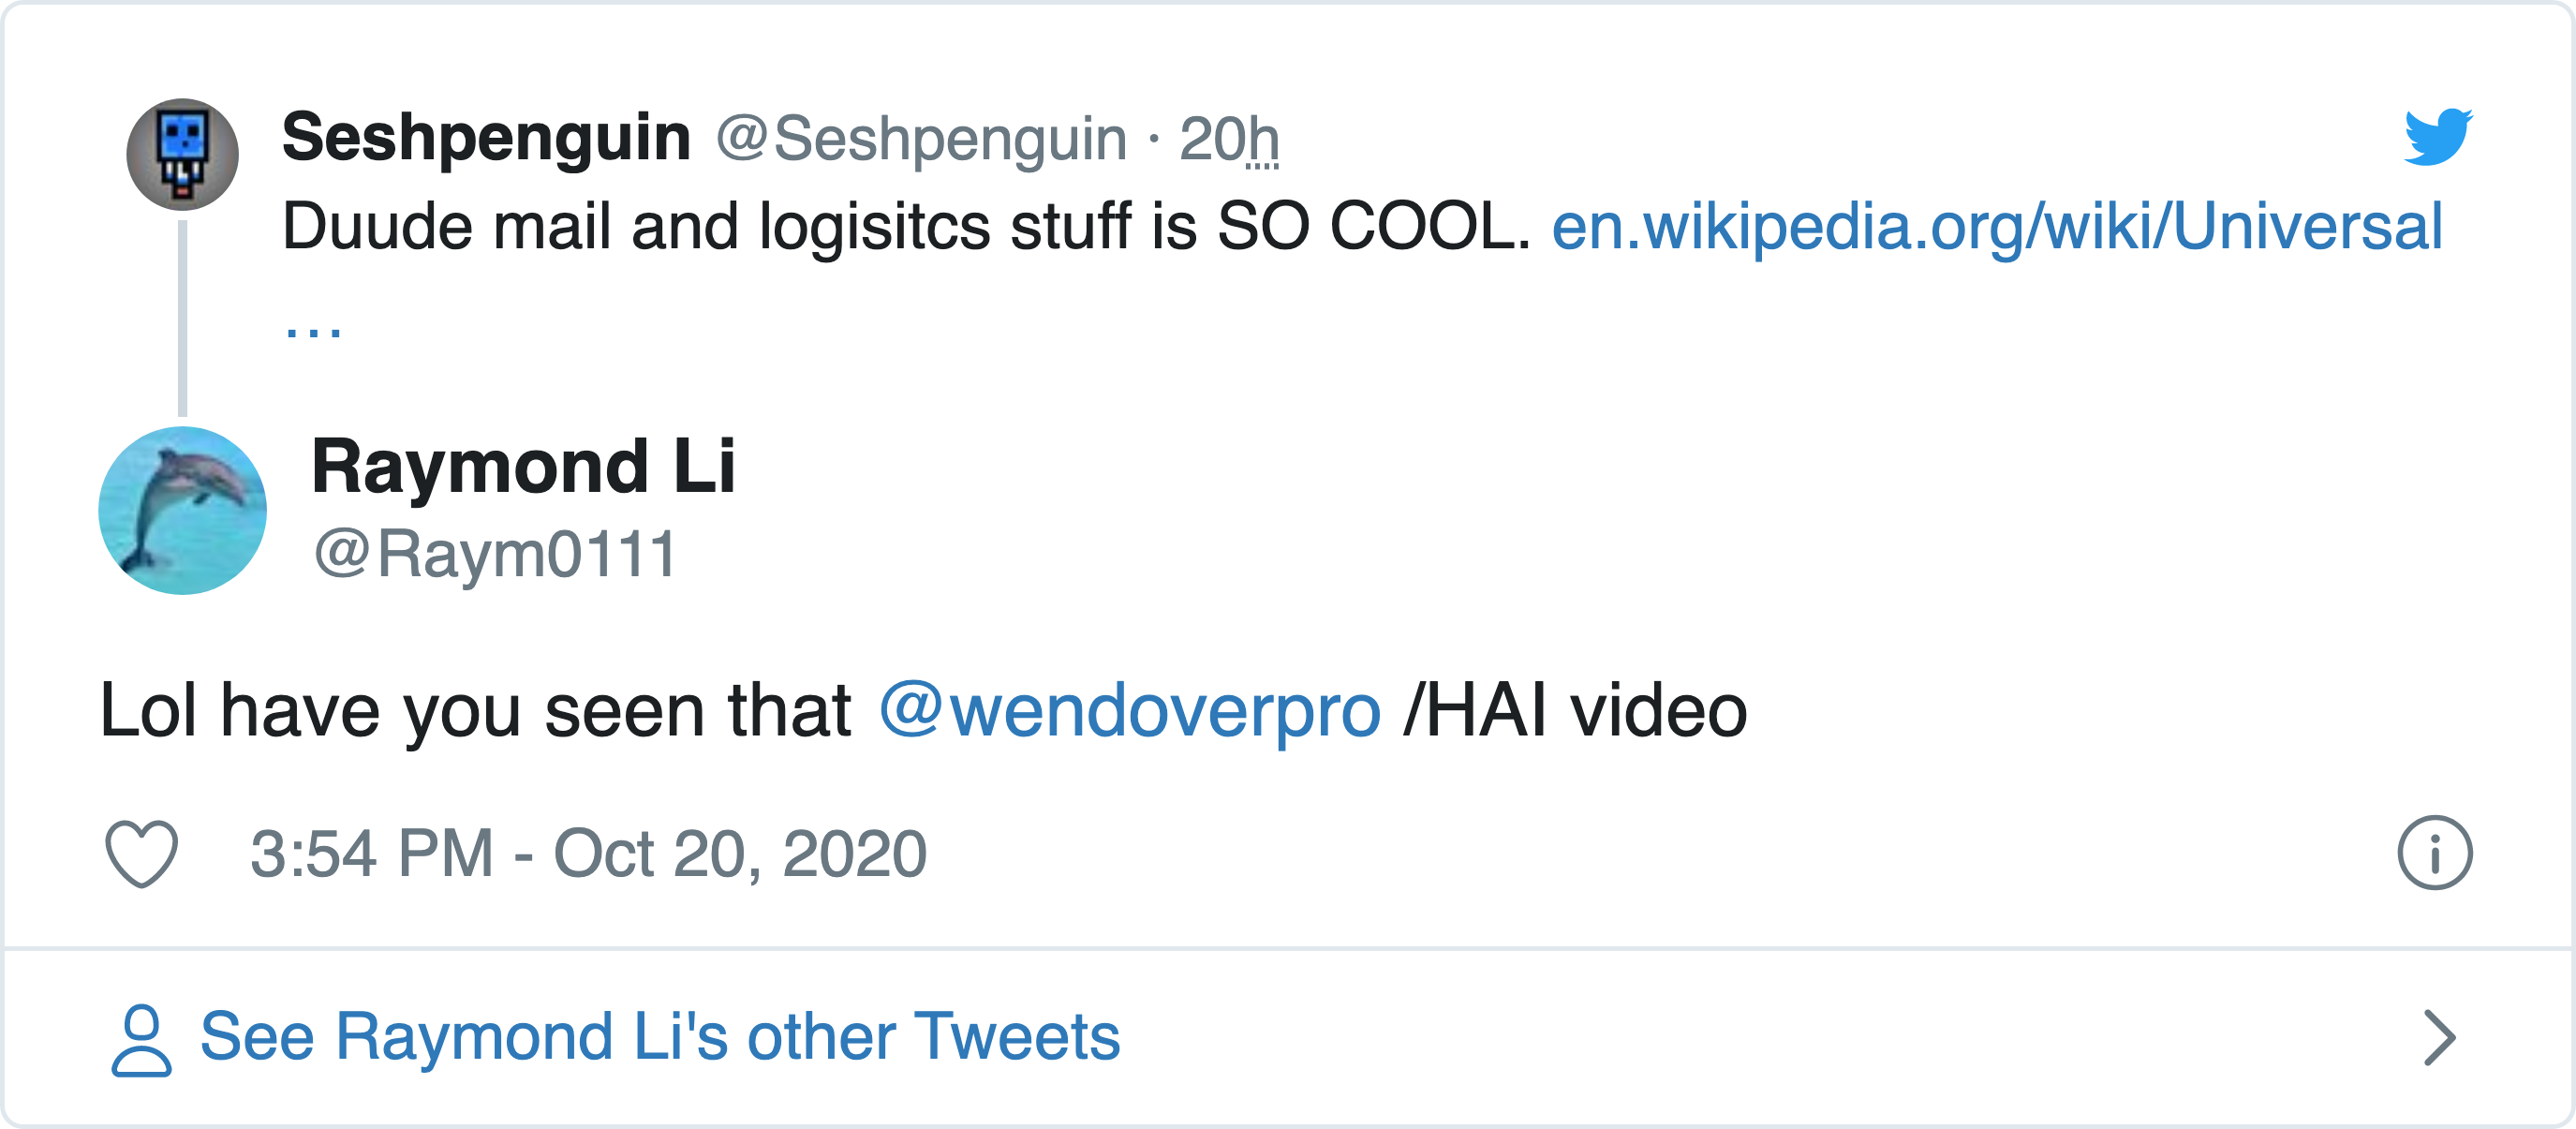 Seshpenguin @Seshpenguin · 20h
Duude mail and logisitcs stuff is SO COOL. en.wikipedia.org/wiki/Universal
…
Raymond Li
@Raym0111
Lol have you seen that @wendoverpro /HAI video
3:54 PM - Oct 20, 2020
See Raymond Li's other Tweets